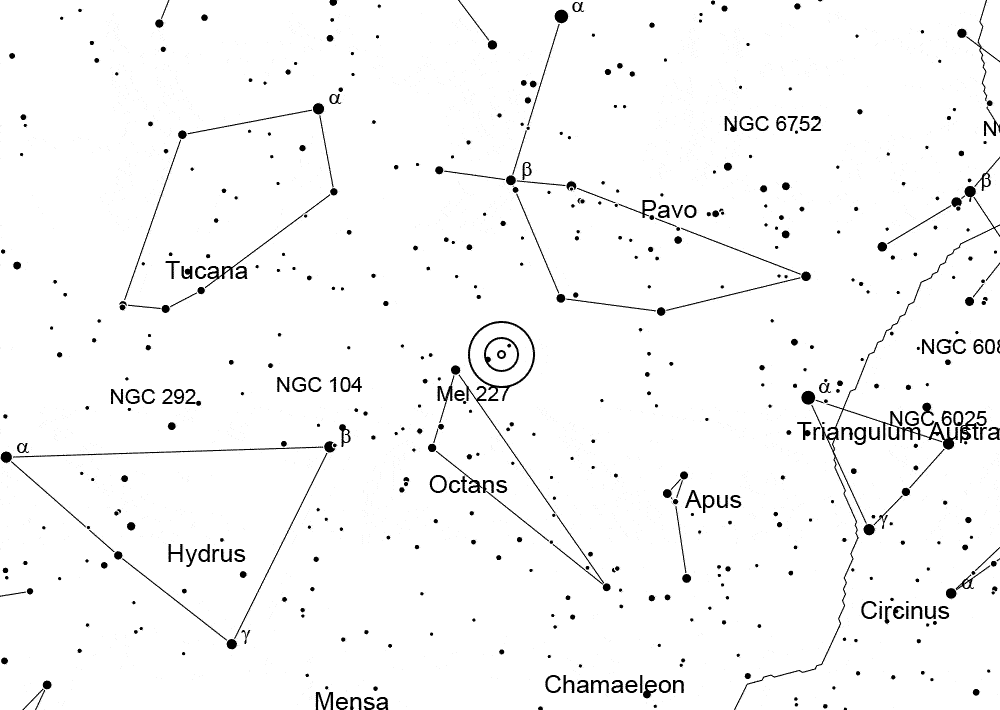 α
α
NGC 6752
N
β
β
Pavo
Tucana
NGC 608
NGC 104
NGC 292
Mel 227
α
NGC 6025
Triangulum Austra
β
α
Octans
Apus
γ
Hydrus
α
Circinus
γ
Chamaeleon
Mensa